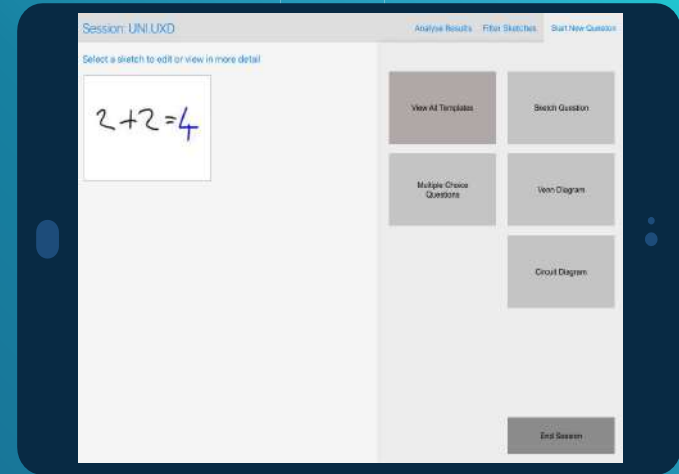 Session: UNI.UXD
Analyse Results Filter Sketches Start New Question
Select a sketch to edit or view in more detail
2+2=4
View All Templates
Sketch Question
Multiple Choice
Questions
Venn Diagram
Circuit Diagram
End Session